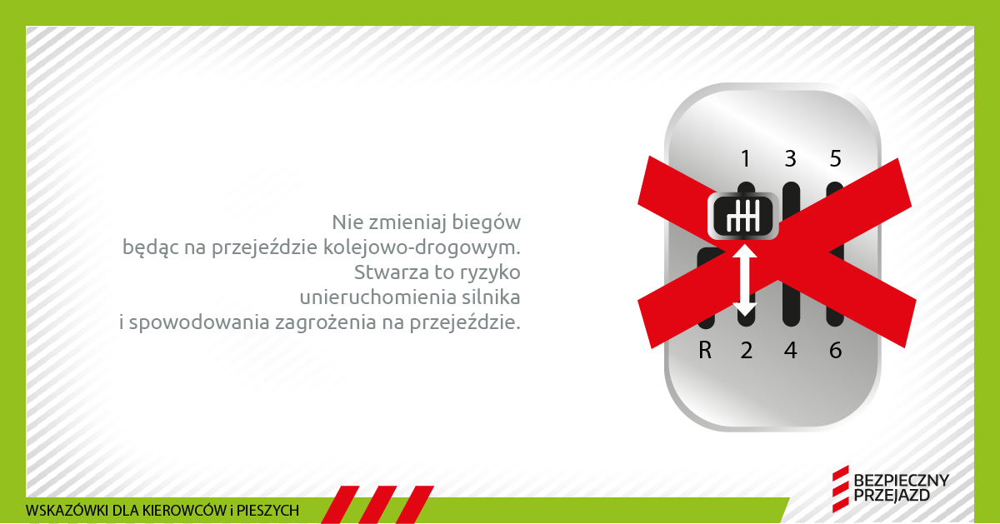 Nie zmieniaj biegów
będąc na przejeździe kolejowo-drogowym.
Stwarza to ryzyko
unieruchomienia silnika
i spowodowania zagrożenia na przejeździe.
1 3 5
R 2 4 6
WSKAZÓWKI DLA KIEROWCÓW i PIESZYCH
BEZPIECZNY
PRZEJAZD